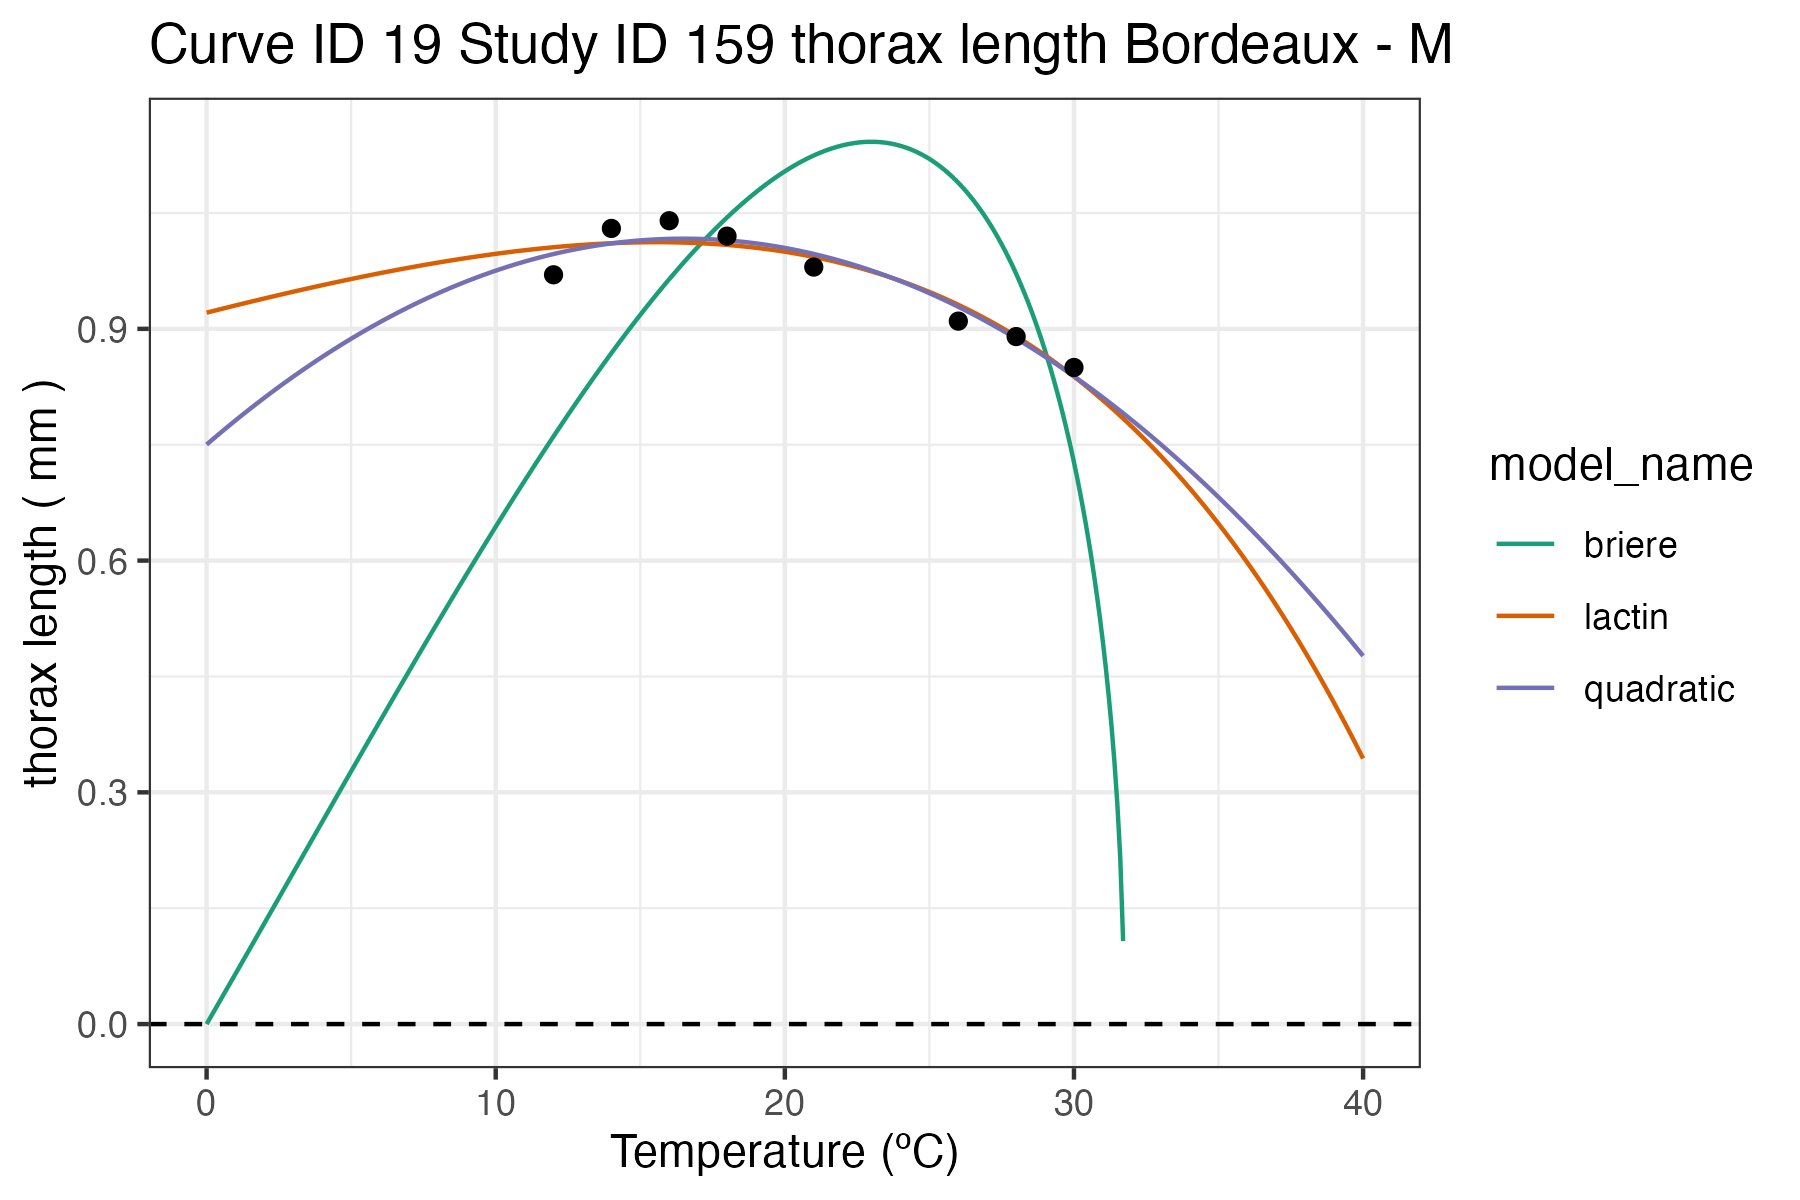 Curve ID 19 Study ID 159 thorax length Bordeaux - M
thorax length ( mm )
0.9
0.6
0.3
0.0
0 10 20 30 40
Temperature (ºC)
model_name
briere
lactin
quadratic